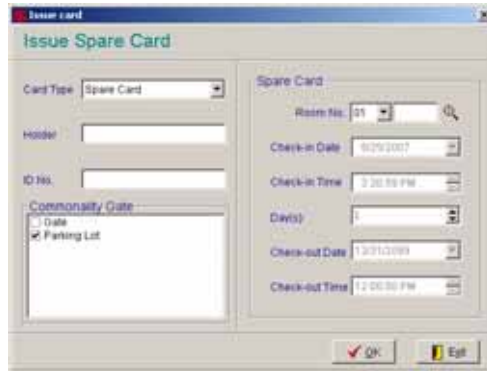 Issue card
Issue Spare Card
Card Type Spare Card
Holder
ID No.
Commonality Gate
Gate
Parking Lot
Spare Card
Room No. 01
Check-in Date 6/29/2007
Check-in Time 3:20:59 PM
Day(s)
Check-out Date 12/31/2099
Check-out Time 12:00:00 PM
OK
Exit